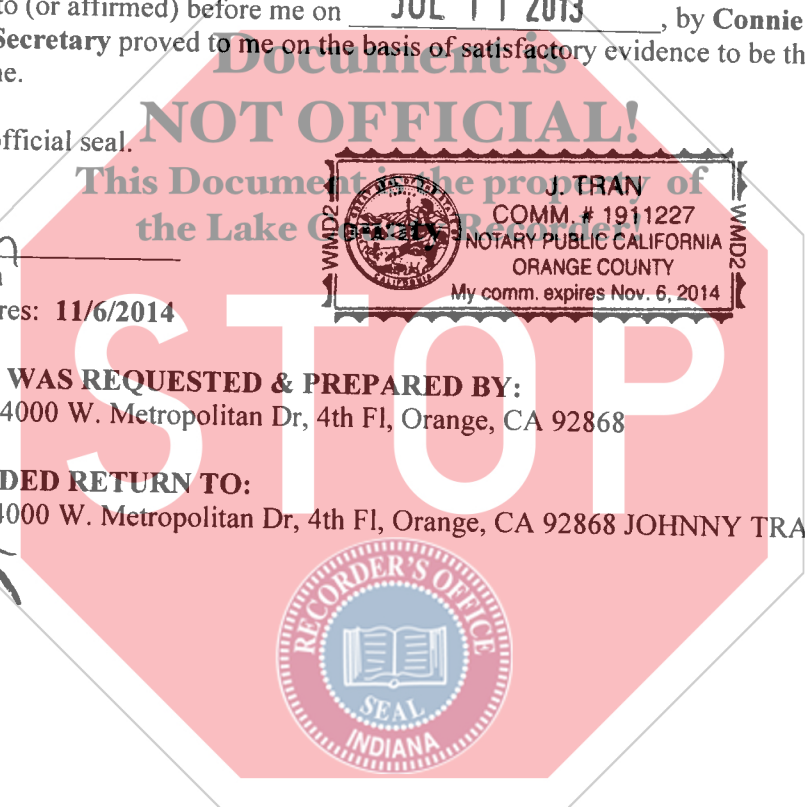 to (or affirmed) before me on JUL 11 2013, by Connie
Secretary proved to me on the basis of satisfactory evidence to be th
ne.
Document is
NOT OFFICIAL!
This Document is the property of
the Lake County Recorder!
official seal.
J. TRAN
COMM. # 1911227
NOTARY PUBLIC CALIFORNIA
ORANGE COUNTY
My comm. expires Nov. 6, 2014
WMD2
WMD2
res: 11/6/2014
STOP
WAS REQUESTED & PREPARED BY:
4000 W. Metropolitan Dr, 4th Fl, Orange, CA 92868
DED RETURN TO:
4000 W. Metropolitan Dr, 4th Fl, Orange, CA 92868 JOHNNY TRA
RECORDER'S OFFICE
SEAL
INDIANA